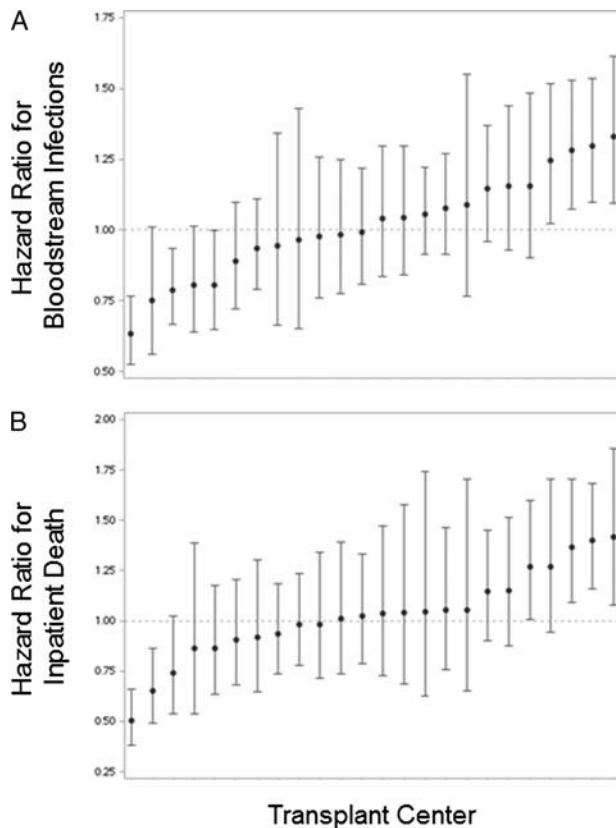 A
Hazard Ratio for
Bloodstream Infections
1.75
1.50
1.25
1.00
0.75
0.50
B
Hazard Ratio for
Inpatient Death
2.00
1.75
1.50
1.25
1.00
0.75
0.50
0.25
Transplant Center